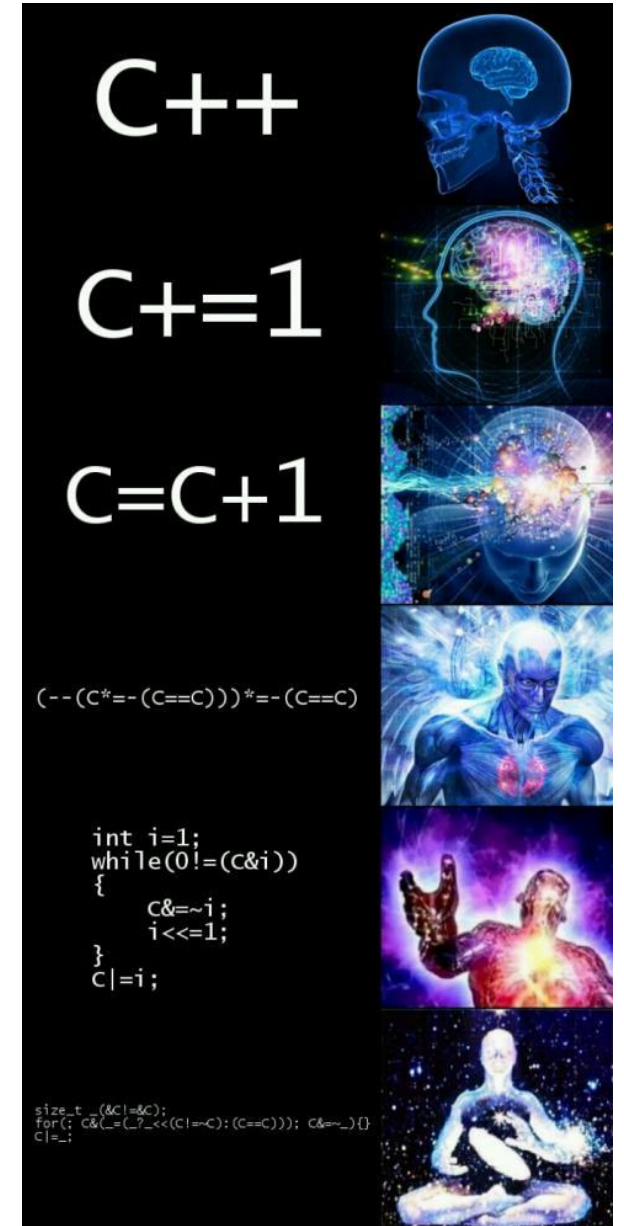 C++
C+=1
C=C+1
(--(C*=-(C==C)))*=-(C==C)
int i=1;
while(0!=(C&i))
{
    C&=~i;
    i<<=1;
}
C|=i;
size_t _(&C!=&C);
for(; C&(_=(_?_<<(C!=~C):(C==C))); C&=~_){}
C|=_;